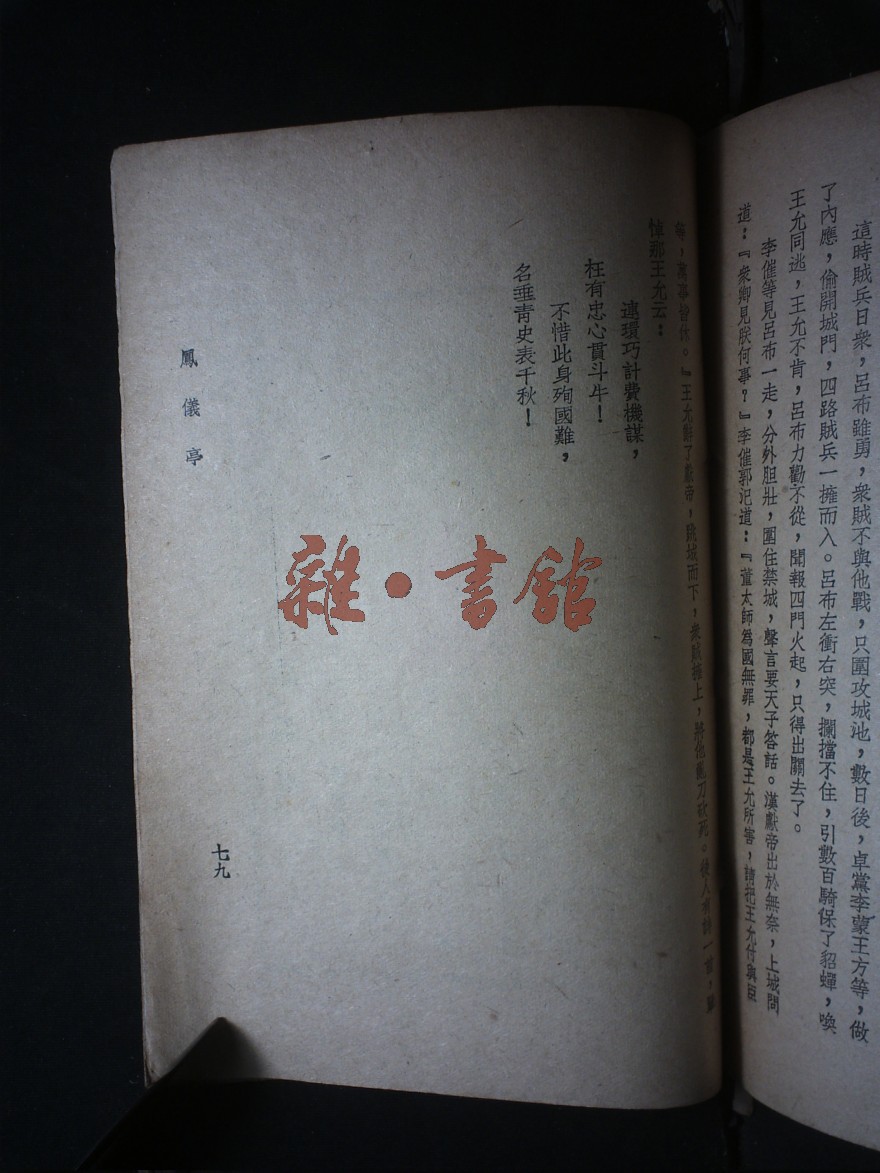 這時賊兵日衆，呂布雖勇，衆賊不與他戰，只圍攻城池，數日後，卓黨李蒙王方等，做
了內應，偷開城門，四路賊兵一擁而入。呂布左衝右突，攔擋不住，引數百騎保了貂蟬，喚
王允同逃，王允不肯，呂布力勸不從，聞報四門火起，只得出關去了。
李催等見呂布一走，分外胆壯，圍住禁城，聲言要天子答話。漢獻帝出於無奈，上城問
道：『衆卿見朕何事？』李催郭汜道：『董太師爲國無罪，都是王允所害，請把王允付與臣
等，萬事皆休。』王允辭了獻帝，跳城而下，衆賊擁上，將他亂刀砍死。後人有詩一首，
悼那王允云：
連環巧計費機謀，
枉有忠心貫斗牛！
不惜此身殉國難，
名垂青史表千秋！
鳳儀亭
七九
雜·書館